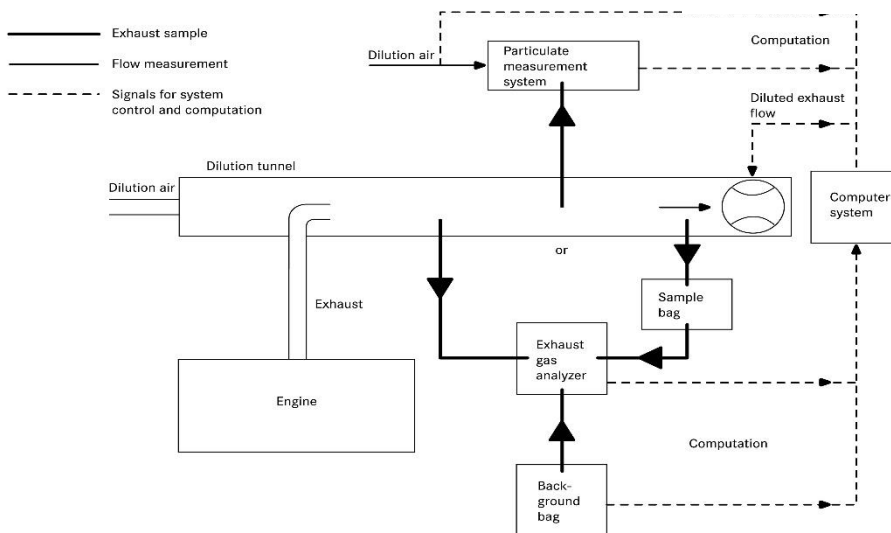 Exhaust sample
Flow measurement
Signals for system
control and computation
Dilution air
Particulate
measurement
system
Computation
Diluted exhaust
flow
Dilution tunnel
Dilution air
Computer
system
or
Exhaust
Sample
bag
Exhaust
gas
analyzer
Engine
Computation
Back-
ground
bag